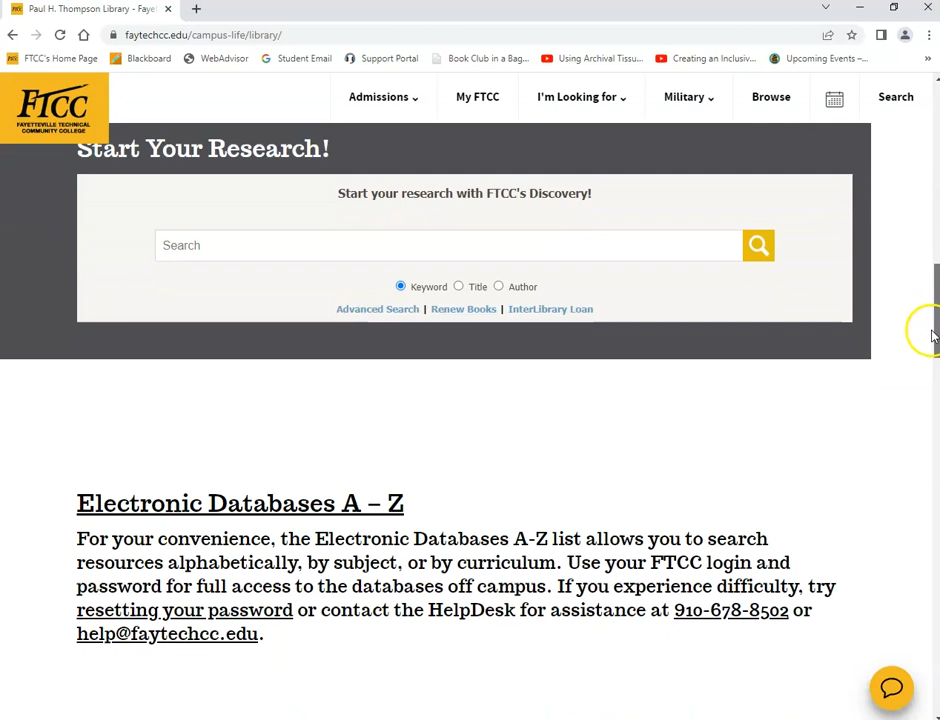 Paul H. Thompson Library - Faye
faytechcc.edu/campus-life/library/
FTCC's Home Page Blackboard WebAdvisor Student Email Support Portal Book Club in a Bag... Using Archival Tissu... Creating an Inclusiv... Upcoming Events –...
FTCC
FAYETTEVILLE TECHNICAL
COMMUNITY COLLEGE
Admissions My FTCC I'm Looking for Military Browse Search
Start Your Research!
Start your research with FTCC's Discovery!
Search
Keyword Title Author
Advanced Search | Renew Books | InterLibrary Loan
Electronic Databases A – Z
For your convenience, the Electronic Databases A-Z list allows you to search
resources alphabetically, by subject, or by curriculum. Use your FTCC login and
password for full access to the databases off campus. If you experience difficulty, try
resetting your password or contact the HelpDesk for assistance at 910-678-8502 or
help@faytechcc.edu.